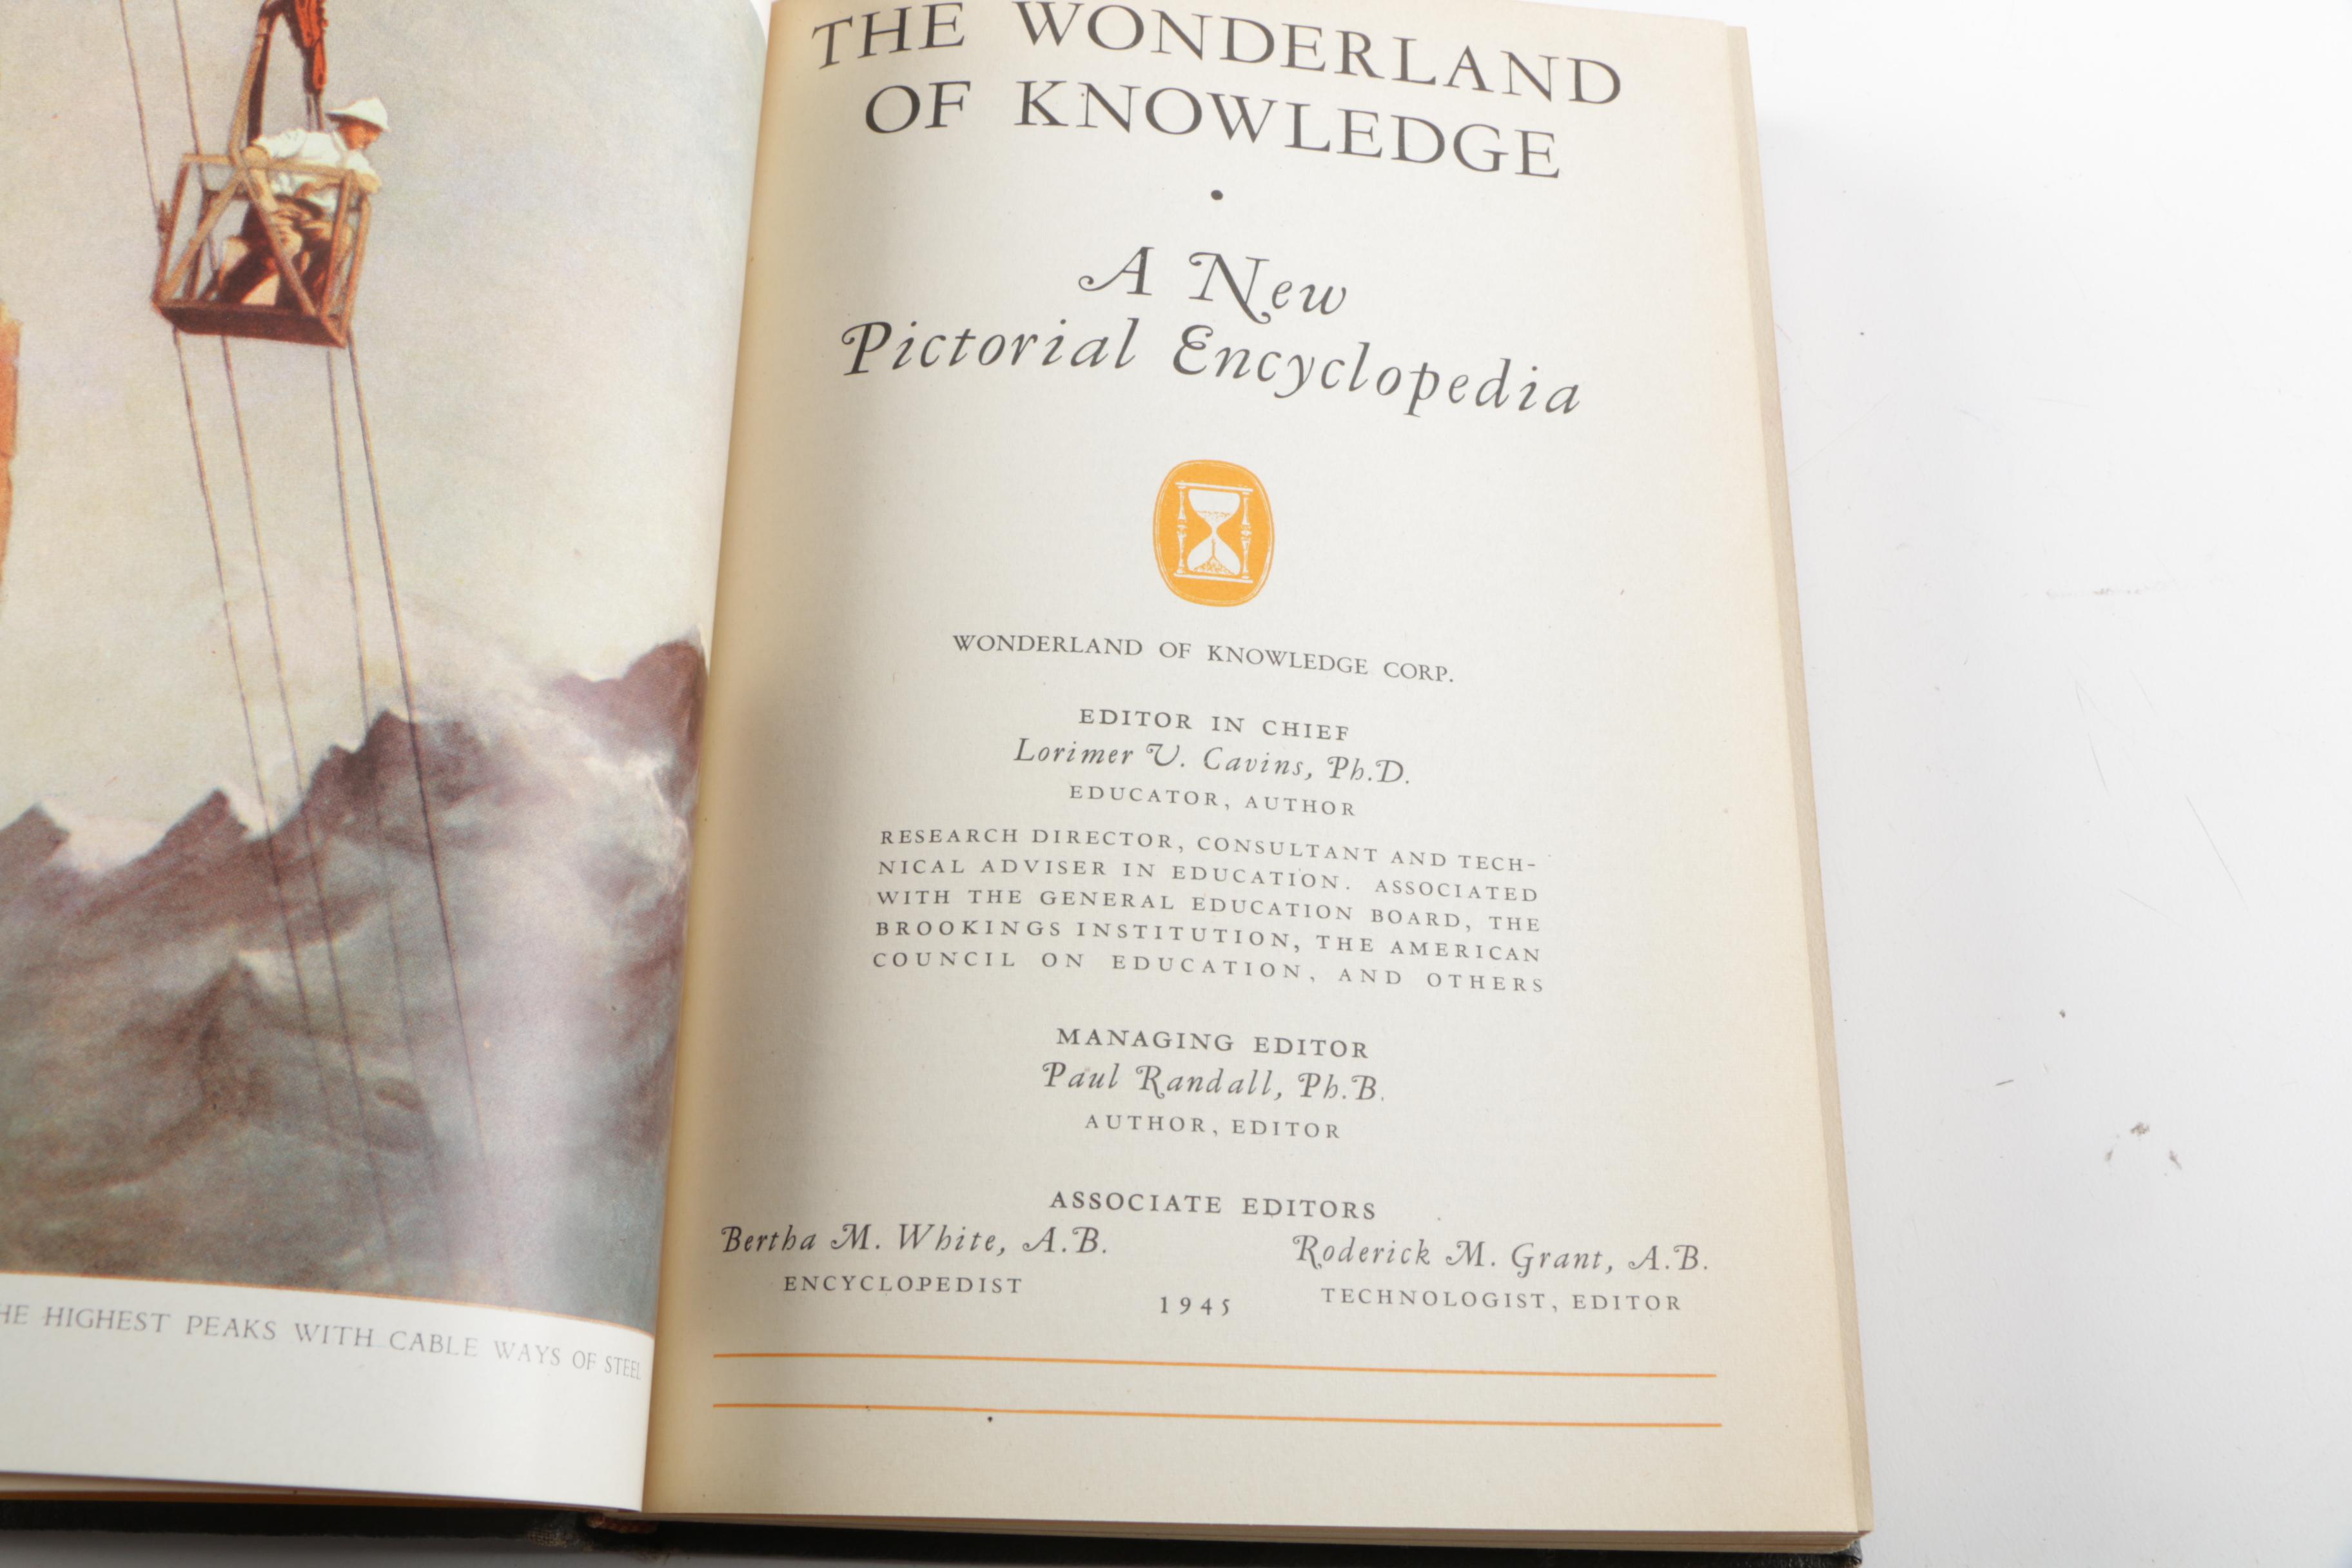 HE HIGHEST PEAKS WITH CABLE WAYS OF STEEL
THE WONDERLAND
OF KNOWLEDGE
•
A New
Pictorial Encyclopedia
WONDERLAND OF KNOWLEDGE CORP.
EDITOR IN CHIEF
Lorimer V. Cavins, Ph.D.
EDUCATOR, AUTHOR
RESEARCH DIRECTOR, CONSULTANT AND TECH-
NICAL ADVISER IN EDUCATION. ASSOCIATED
WITH THE GENERAL EDUCATION BOARD, THE
BROOKINGS INSTITUTION, THE AMERICAN
COUNCIL ON EDUCATION, AND OTHERS
MANAGING EDITOR
Paul Randall, Ph.B.
AUTHOR, EDITOR
ASSOCIATE EDITORS
Bertha M. White, A.B. Roderick M. Grant, A.B.
ENCYCLOPEDIST TECHNOLOGIST, EDITOR
1945